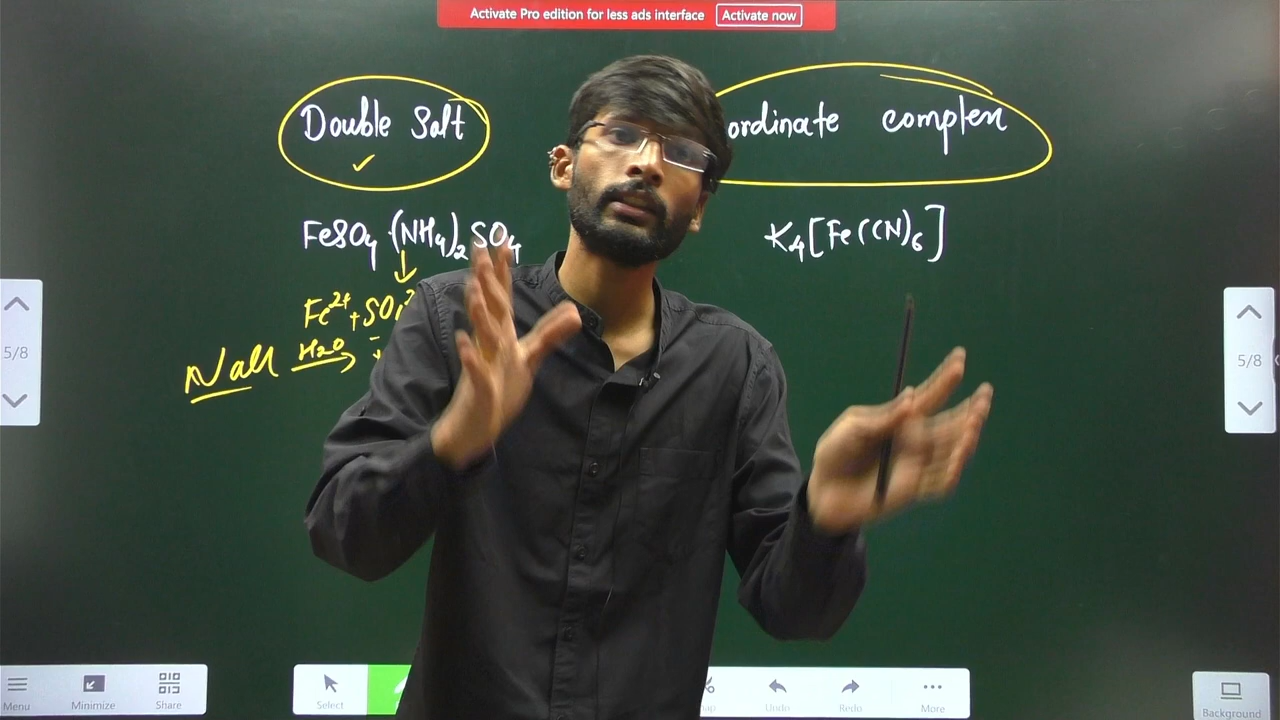 Activate Pro edition for less ads interface Activate now
Double Salt
ordinate complex
FeSO4 ·(NH4)2 SO4
K4[Fe(CN)6]
Fe2+ + SO4 2
H2O
5/8
5/8
Menu
Minimize
Share
Select
Undo
Redo
More
Background